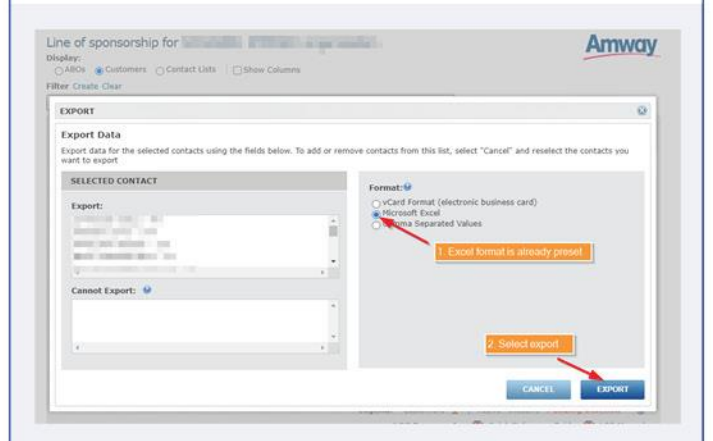 Line of sponsorship for
Amway
Display:
ABOs Customers Contact Lists Show Columns
Filter Create Clear
EXPORT
Export Data
Export data for the selected contacts using the fields below. To add or remove contacts from this list, select "Cancel" and reselect the contacts you
want to export
SELECTED CONTACT
Export:
Cannot Export:
Format:
vCard Format (electronic business card)
Microsoft Excel
Comma Separated Values
1. Excel format is already preset
2. Select export
CANCEL
EXPORT